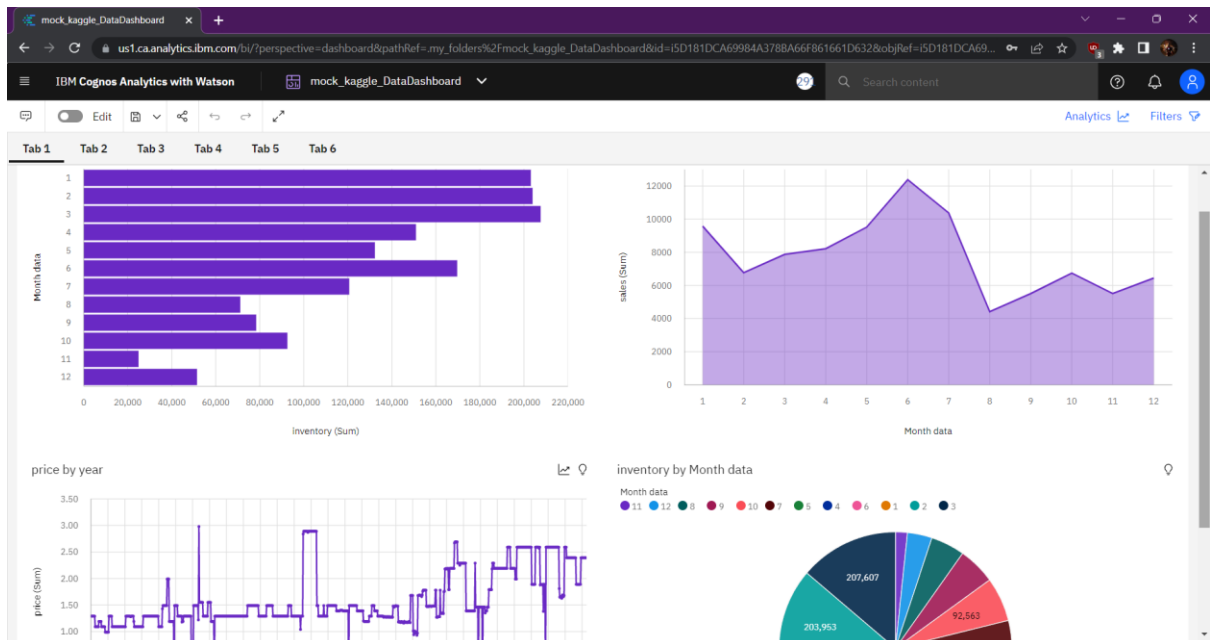 mock_kaggle_DataDashboard
us1.ca.analytics.ibm.com/bi/?perspective=dashboard&pathRef=.my_folders%2Fmock_kaggle_DataDashboard&id=i5D181DCA69984A378BA66F861661D632&objRef=i5D181DCA69...
IBM Cognos Analytics with Watson
mock_kaggle_DataDashboard
Search content
Edit
Analytics
Filters
Tab 1 Tab 2 Tab 3 Tab 4 Tab 5 Tab 6
Month data
1
2
3
4
5
6
7
8
9
10
11
12
0 20,000 40,000 60,000 80,000 100,000 120,000 140,000 160,000 180,000 200,000 220,000
inventory (Sum)
sales (Sum)
12000
10000
8000
6000
4000
2000
0
1 2 3 4 5 6 7 8 9 10 11 12
Month data
price by year
price (Sum)
3.50
3.00
2.50
2.00
1.50
1.00
inventory by Month data
Month data
11 12 8 9 10 7 5 4 6 1 2 3
207,607
203,953
92,563